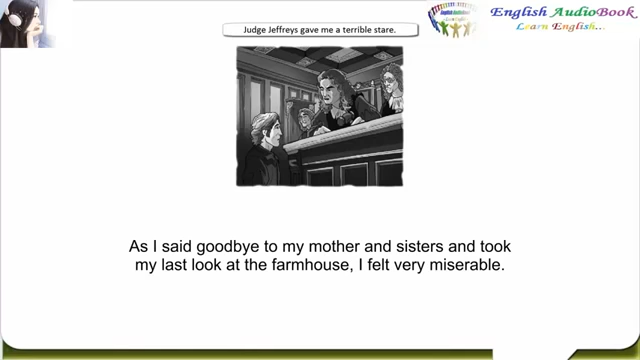 Judge Jeffreys gave me a terrible stare.
English AudioBook
Learn English...
As I said goodbye to my mother and sisters and took
my last look at the farmhouse, I felt very miserable.